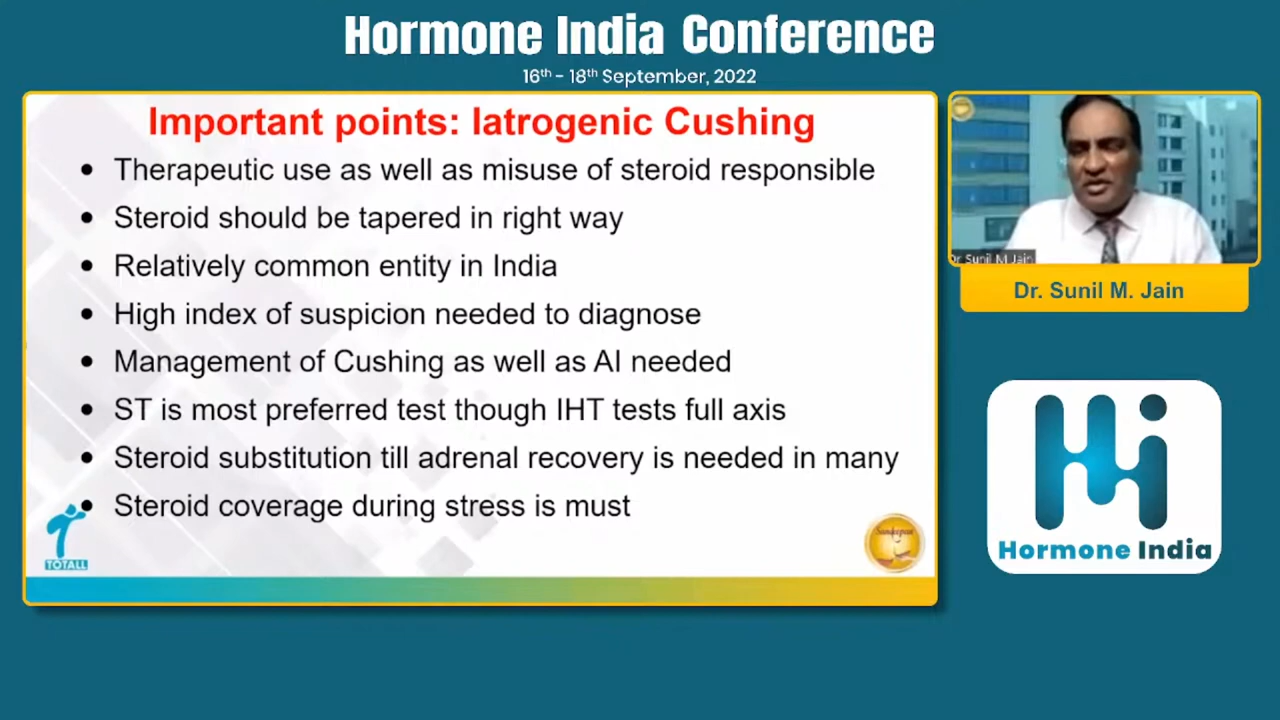 Hormone India Conference
16th - 18th September, 2022
Important points: Iatrogenic Cushing
• Therapeutic use as well as misuse of steroid responsible
• Steroid should be tapered in right way
• Relatively common entity in India
• High index of suspicion needed to diagnose
• Management of Cushing as well as AI needed
• ST is most preferred test though IHT tests full axis
• Steroid substitution till adrenal recovery is needed in many
• Steroid coverage during stress is must
TOTALL
Sandeepan
Dr Sunil M Jain
Dr. Sunil M. Jain
Hi
Hormone India